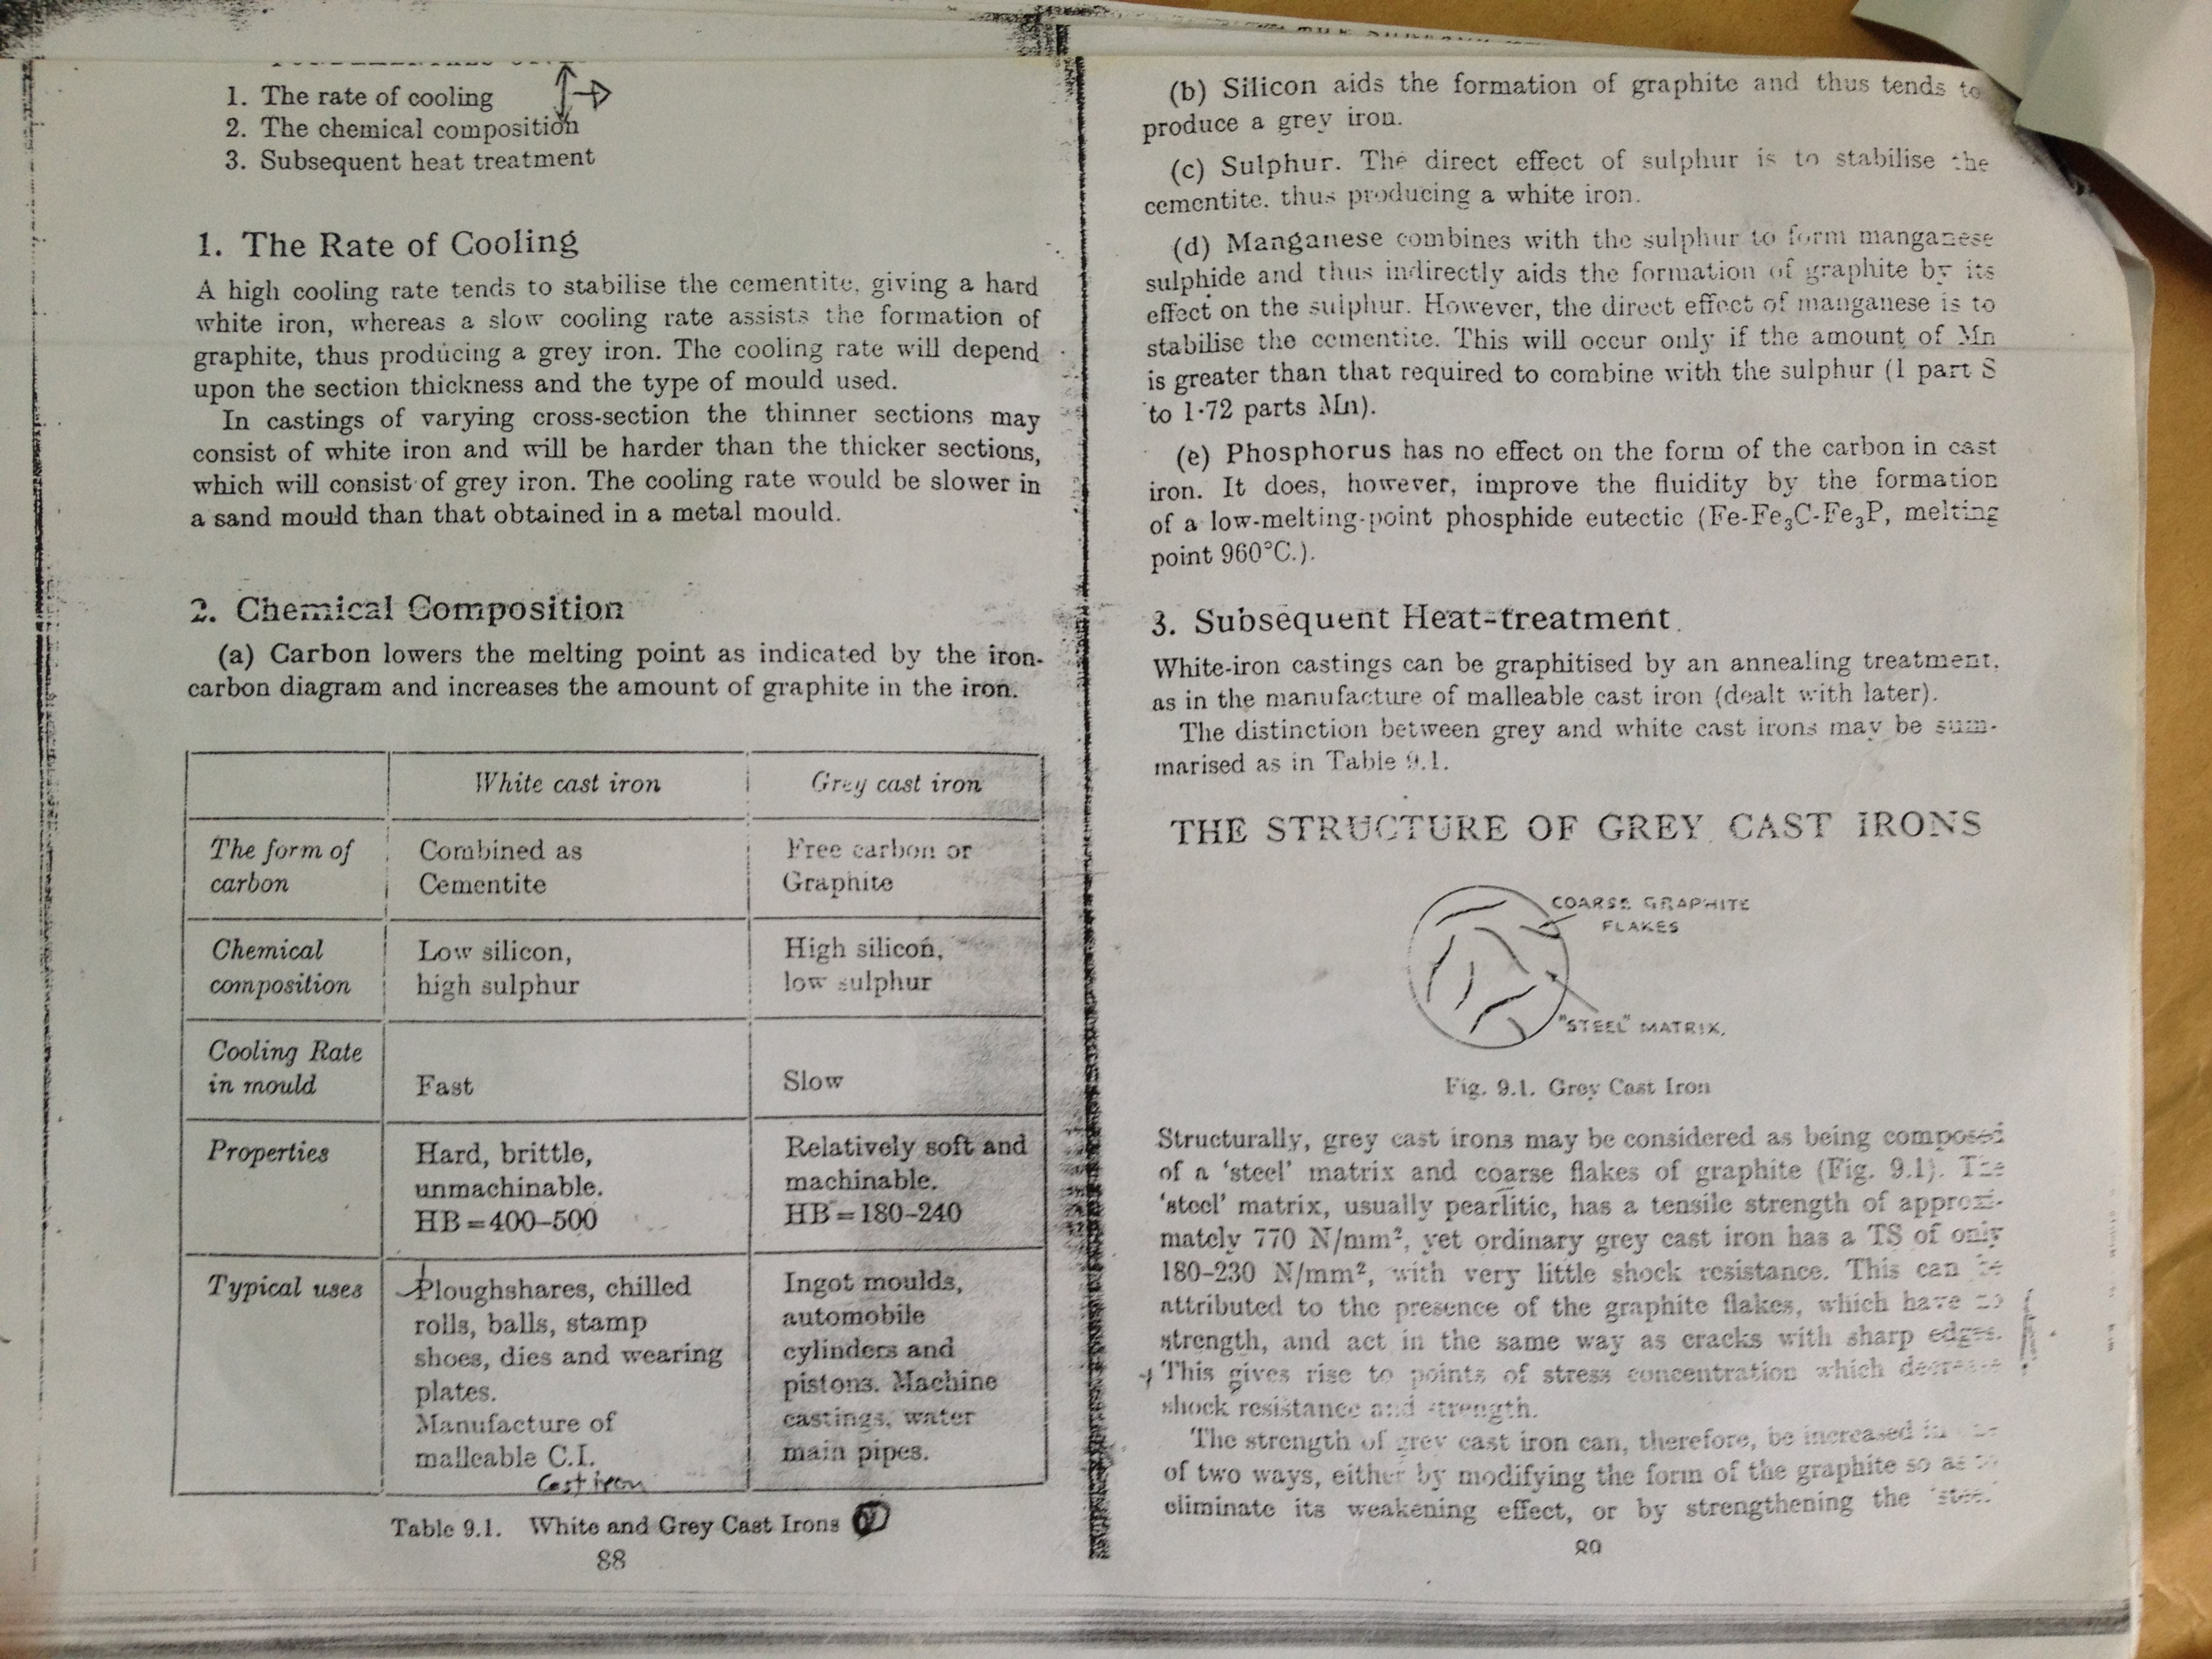 1. The rate of cooling
2. The chemical composition
3. Subsequent heat treatment
1. The Rate of Cooling
A high cooling rate tends to stabilise the cementite, giving a hard
white iron, whereas a slow cooling rate assists the formation of
graphite, thus producing a grey iron. The cooling rate will depend
upon the section thickness and the type of mould used.
In castings of varying cross-section the thinner sections may
consist of white iron and will be harder than the thicker sections,
which will consist of grey iron. The cooling rate would be slower in
a sand mould than that obtained in a metal mould.
2. Chemical Composition
(a) Carbon lowers the melting point as indicated by the iron-
carbon diagram and increases the amount of graphite in the iron.
White cast iron Grey cast iron
The form of Combined as Free carbon or
carbon Cementite Graphite
Chemical Low silicon, High silicon,
composition high sulphur low sulphur
Cooling Rate
in mould Fast Slow
Properties Hard, brittle, Relatively soft and
unmachinable. machinable.
HB=400–500 HB=180–240
Typical uses Ploughshares, chilled Ingot moulds,
rolls, balls, stamp automobile
shoes, dies and wearing cylinders and
plates. pistons. Machine
Manufacture of castings, water
malleable C.I. main pipes.
Cast iron
Table 9.1. White and Grey Cast Irons
88
(b) Silicon aids the formation of graphite and thus tends to
produce a grey iron.
(c) Sulphur. The direct effect of sulphur is to stabilise the
cementite, thus producing a white iron.
(d) Manganese combines with the sulphur to form manganese
sulphide and thus indirectly aids the formation of graphite by its
effect on the sulphur. However, the direct effect of manganese is to
stabilise the cementite. This will occur only if the amount of Mn
is greater than that required to combine with the sulphur (1 part S
to 1·72 parts Mn).
(e) Phosphorus has no effect on the form of the carbon in cast
iron. It does, however, improve the fluidity by the formation
of a low-melting-point phosphide eutectic (Fe-Fe₃C-Fe₃P, melting
point 960°C.).
3. Subsequent Heat-treatment
White-iron castings can be graphitised by an annealing treatment,
as in the manufacture of malleable cast iron (dealt with later).
The distinction between grey and white cast irons may be sum-
marised as in Table 9.1.
THE STRUCTURE OF GREY CAST IRONS
COARSE GRAPHITE
FLAKES
"STEEL" MATRIX.
Fig. 9.1. Grey Cast Iron
Structurally, grey cast irons may be considered as being composed
of a 'steel' matrix and coarse flakes of graphite (Fig. 9.1). The
'steel' matrix, usually pearlitic, has a tensile strength of approxi-
mately 770 N/mm², yet ordinary grey cast iron has a TS of only
180–230 N/mm², with very little shock resistance. This can be
attributed to the presence of the graphite flakes, which have no
strength, and act in the same way as cracks with sharp edges.
This gives rise to points of stress concentration which decrease
shock resistance and strength.
The strength of grey cast iron can, therefore, be increased in
of two ways, either by modifying the form of the graphite so as to
eliminate its weakening effect, or by strengthening the 'steel'
89